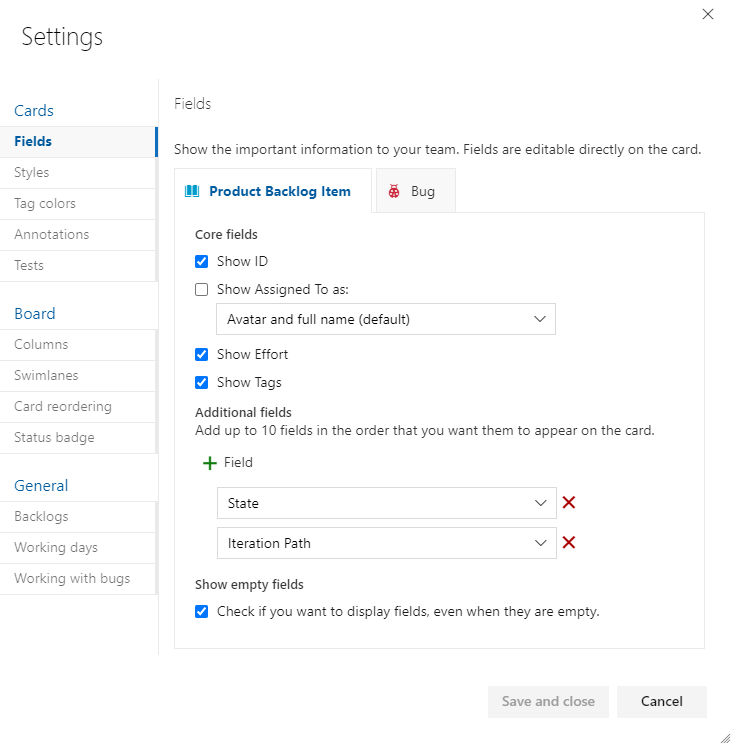 Settings
Cards
Fields
Styles
Tag colors
Annotations
Tests
Board
Columns
Swimlanes
Card reordering
Status badge
General
Backlogs
Working days
Working with bugs
Fields
Show the important information to your team. Fields are editable directly on the card.
Product Backlog Item
Bug
Core fields
Show ID
Show Assigned To as:
Avatar and full name (default)
Show Effort
Show Tags
Additional fields
Add up to 10 fields in the order that you want them to appear on the card.
Field
State
Iteration Path
Show empty fields
Check if you want to display fields, even when they are empty.
Save and close
Cancel